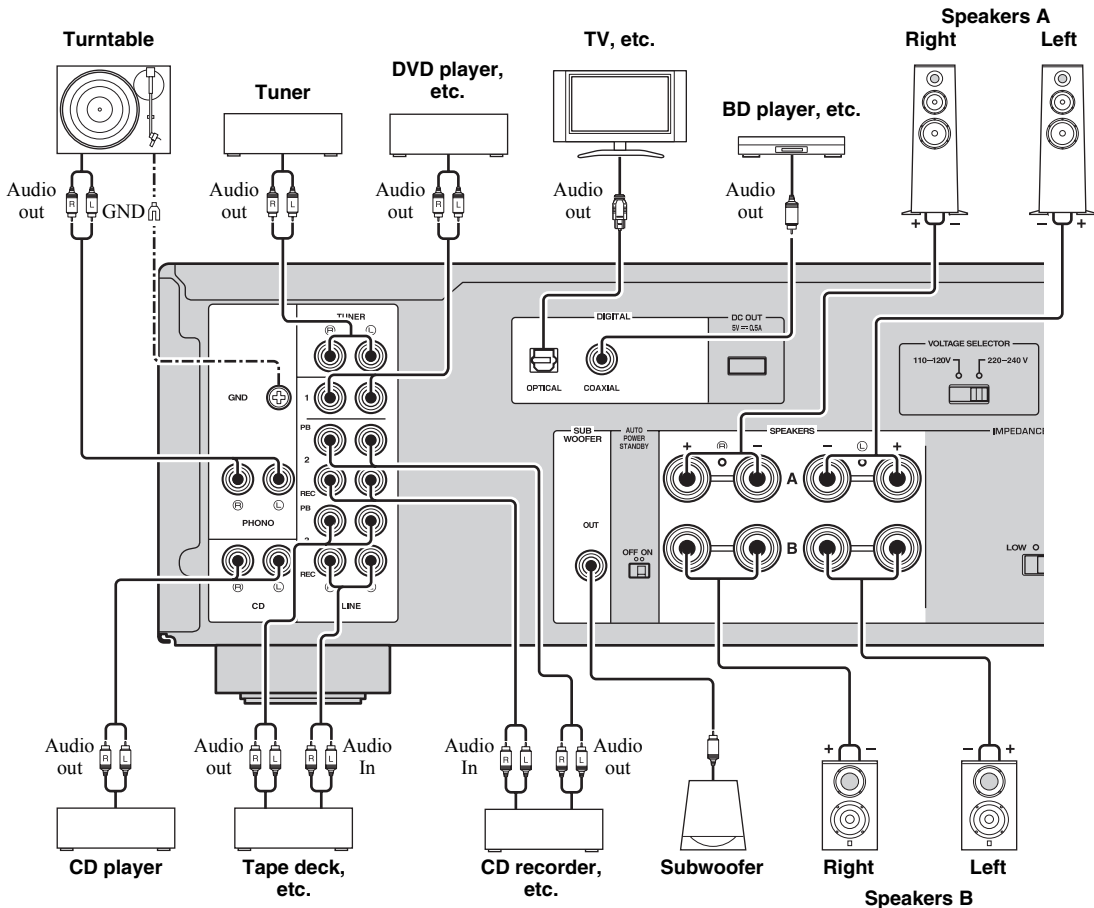 Speakers A
Right
Left
Turntable
Tuner
DVD player,
etc.
TV, etc.
BD player, etc.
Audio
out
R
L
GND
Audio
out
R
L
Audio
out
R
L
Audio
out
Audio
out
+
–
–
+
TUNER
R
L
GND
1
PB
2
REC
PB
REC
R
L
PHONO
R
L
CD
LINE
DIGITAL
OPTICAL
COAXIAL
DC OUT
5V 0.5A
VOLTAGE SELECTOR
110–120V
220–240 V
SUB
WOOFER
OUT
AUTO
POWER
STANDBY
OFF ON
SPEAKERS
+
R
–
–
L
+
A
B
IMPEDANC
LOW
Audio
out
R
L
Audio
out
R
L
R
L
Audio
In
Audio
In
R
L
R
L
Audio
out
+
–
–
+
CD player
Tape deck,
etc.
CD recorder,
etc.
Subwoofer
Right
Left
Speakers B